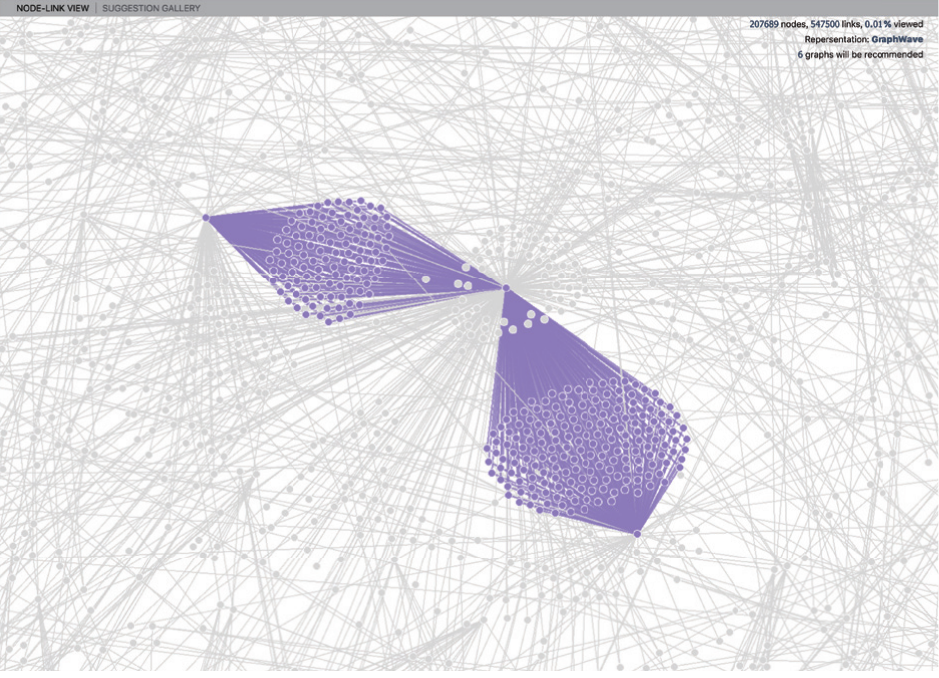 NODE-LINK VIEW | SUGGESTION GALLERY
207689 nodes, 547500 links, 0.01% viewed
Repersentation: GraphWave
6 graphs will be recommended